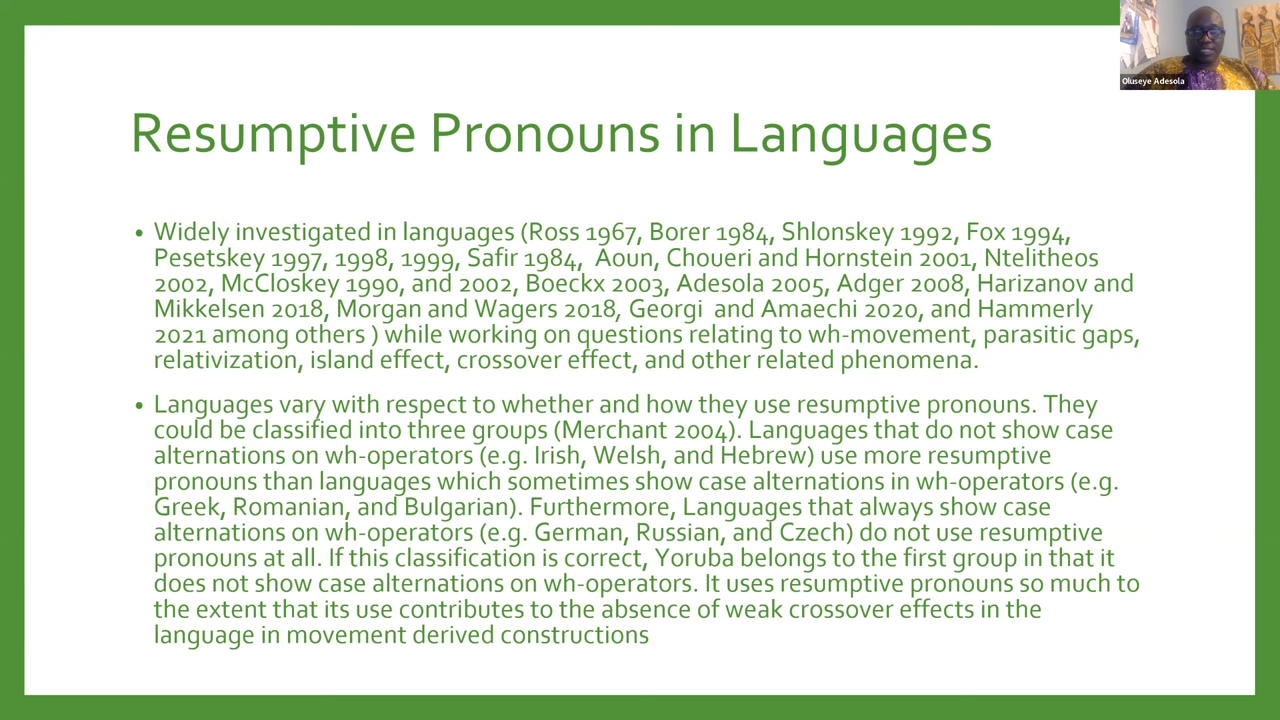 Oluseye Adesola
Resumptive Pronouns in Languages
• Widely investigated in languages (Ross 1967, Borer 1984, Shlonskey 1992, Fox 1994,
Pesetskey 1997, 1998, 1999, Safir 1984,  Aoun, Choueri and Hornstein 2001, Ntelitheos
2002, McCloskey 1990, and 2002, Boeckx 2003, Adesola 2005, Adger 2008, Harizanov and
Mikkelsen 2018, Morgan and Wagers 2018, Georgi  and Amaechi 2020, and Hammerly
2021 among others ) while working on questions relating to wh-movement, parasitic gaps,
relativization, island effect, crossover effect, and other related phenomena.
• Languages vary with respect to whether and how they use resumptive pronouns. They
could be classified into three groups (Merchant 2004). Languages that do not show case
alternations on wh-operators (e.g. Irish, Welsh, and Hebrew) use more resumptive
pronouns than languages which sometimes show case alternations in wh-operators (e.g.
Greek, Romanian, and Bulgarian). Furthermore, Languages that always show case
alternations on wh-operators (e.g. German, Russian, and Czech) do not use resumptive
pronouns at all. If this classification is correct, Yoruba belongs to the first group in that it
does not show case alternations on wh-operators. It uses resumptive pronouns so much to
the extent that its use contributes to the absence of weak crossover effects in the
language in movement derived constructions